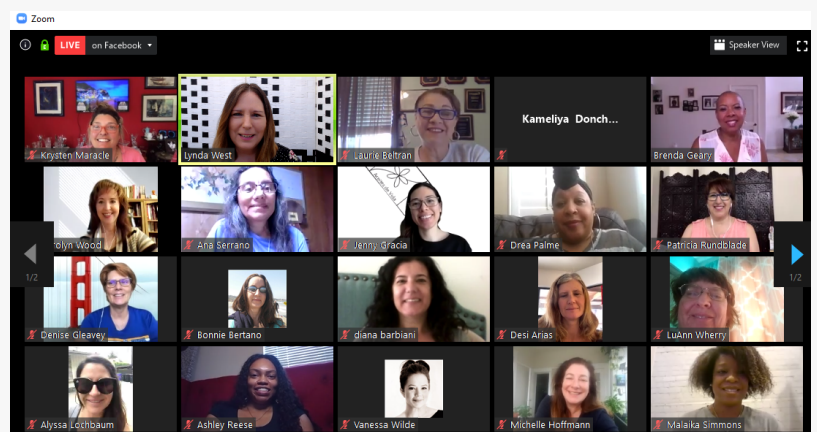 Zoom
LIVE on Facebook
Speaker View
Kameliya Donch...
Krysten Maracle
Lynda West
Laurie Beltran
Brenda Geary
rolyn Wood
Ana Serrano
Jenny Gracia
Drea Palme
Patricia Rundblade
1/2
1/2
Denise Gleavey
Bonnie Bertano
diana barbiani
Desi Arias
LuAnn Wherry
Alyssa Lochbaum
Ashley Reese
Vanessa Wilde
Michelle Hoffmann
Malaika Simmons